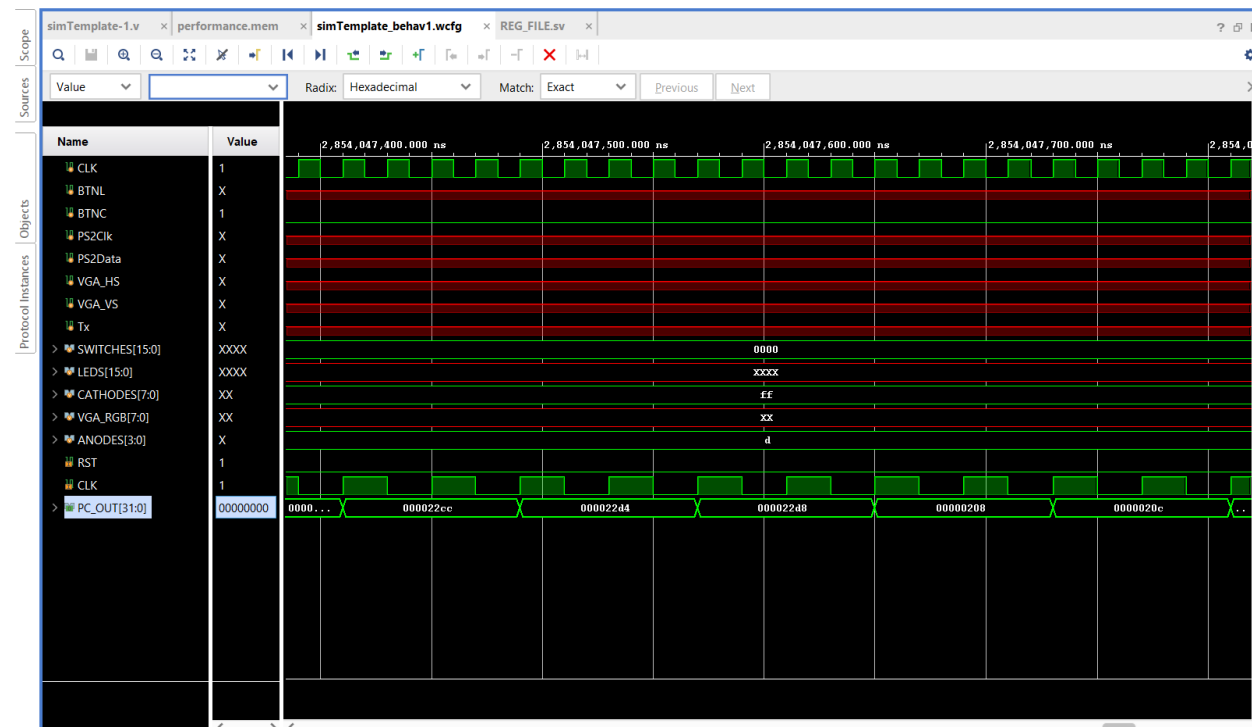 simTemplate-1.v × performance.mem × simTemplate_behav1.wcfg × REG_FILE.sv × ?
Scope
Sources
Objects
Protocol Instances
Value Radix: Hexadecimal Match: Exact Previous Next
Name Value
2,854,047,400.000 ns 2,854,047,500.000 ns 2,854,047,600.000 ns 2,854,047,700.000 ns 2,854,0
CLK 1
BTNL X
BTNC 1
PS2Clk X
PS2Data X
VGA_HS X
VGA_VS X
Tx X
SWITCHES[15:0] XXXX 0000
LEDS[15:0] XXXX XXXX
CATHODES[7:0] XX ff
VGA_RGB[7:0] XX XX
ANODES[3:0] X d
RST 1
CLK 1
PC_OUT[31:0] 00000000 0000... 000022cc 000022d4 000022d8 00000208 0000020c ..